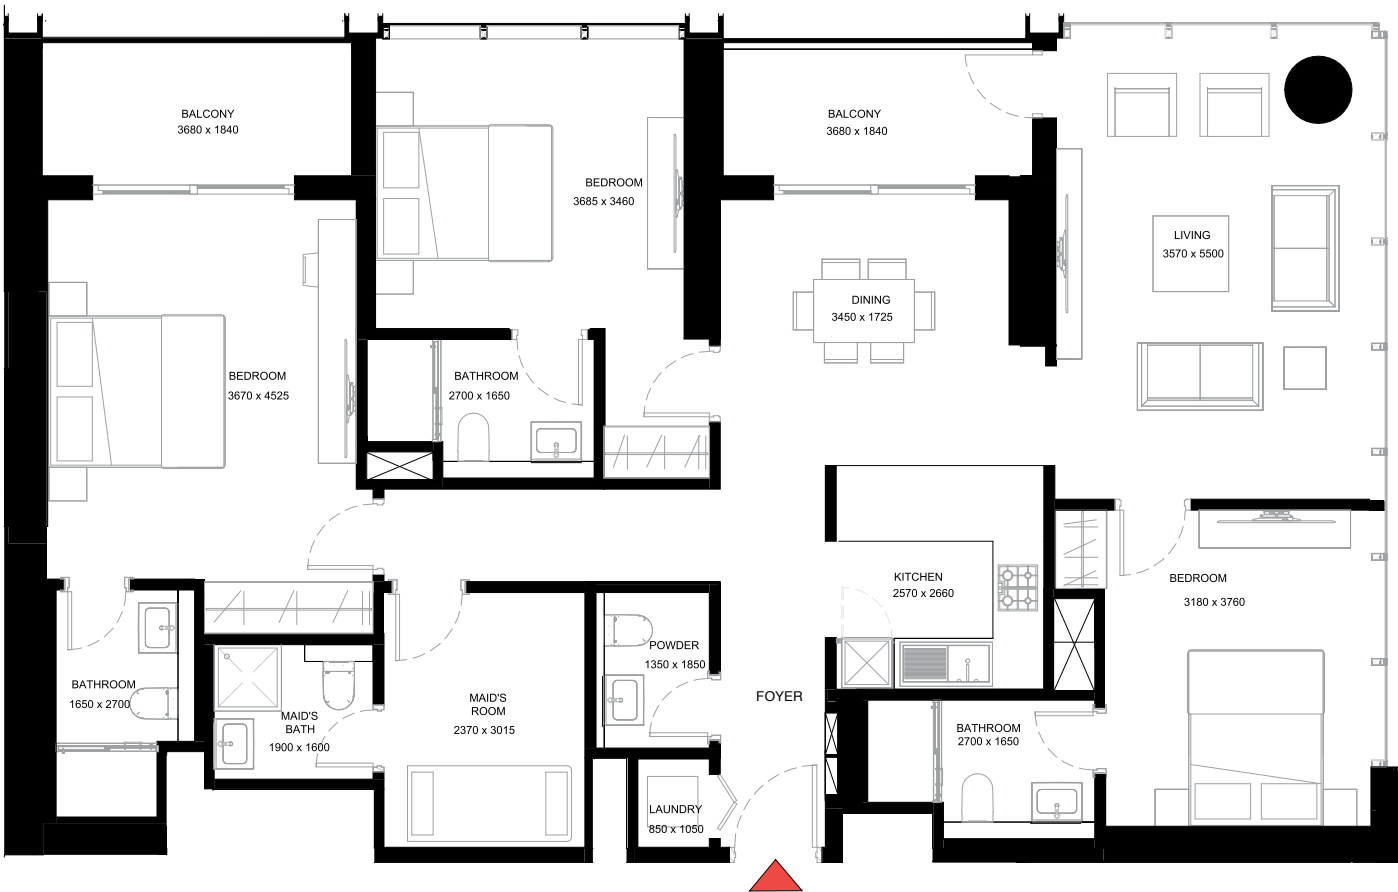 BALCONY
3680 x 1840
BEDROOM
3685 x 3460
BALCONY
3680 x 1840
LIVING
3570 x 5500
DINING
3450 x 1725
BEDROOM
3670 x 4525
BATHROOM
2700 x 1650
KITCHEN
2570 x 2660
BEDROOM
3180 x 3760
POWDER
1350 x 1850
BATHROOM
1650 x 2700
MAID'S
BATH
1900 x 1600
MAID'S
ROOM
2370 x 3015
FOYER
BATHROOM
2700 x 1650
LAUNDRY
850 x 1050